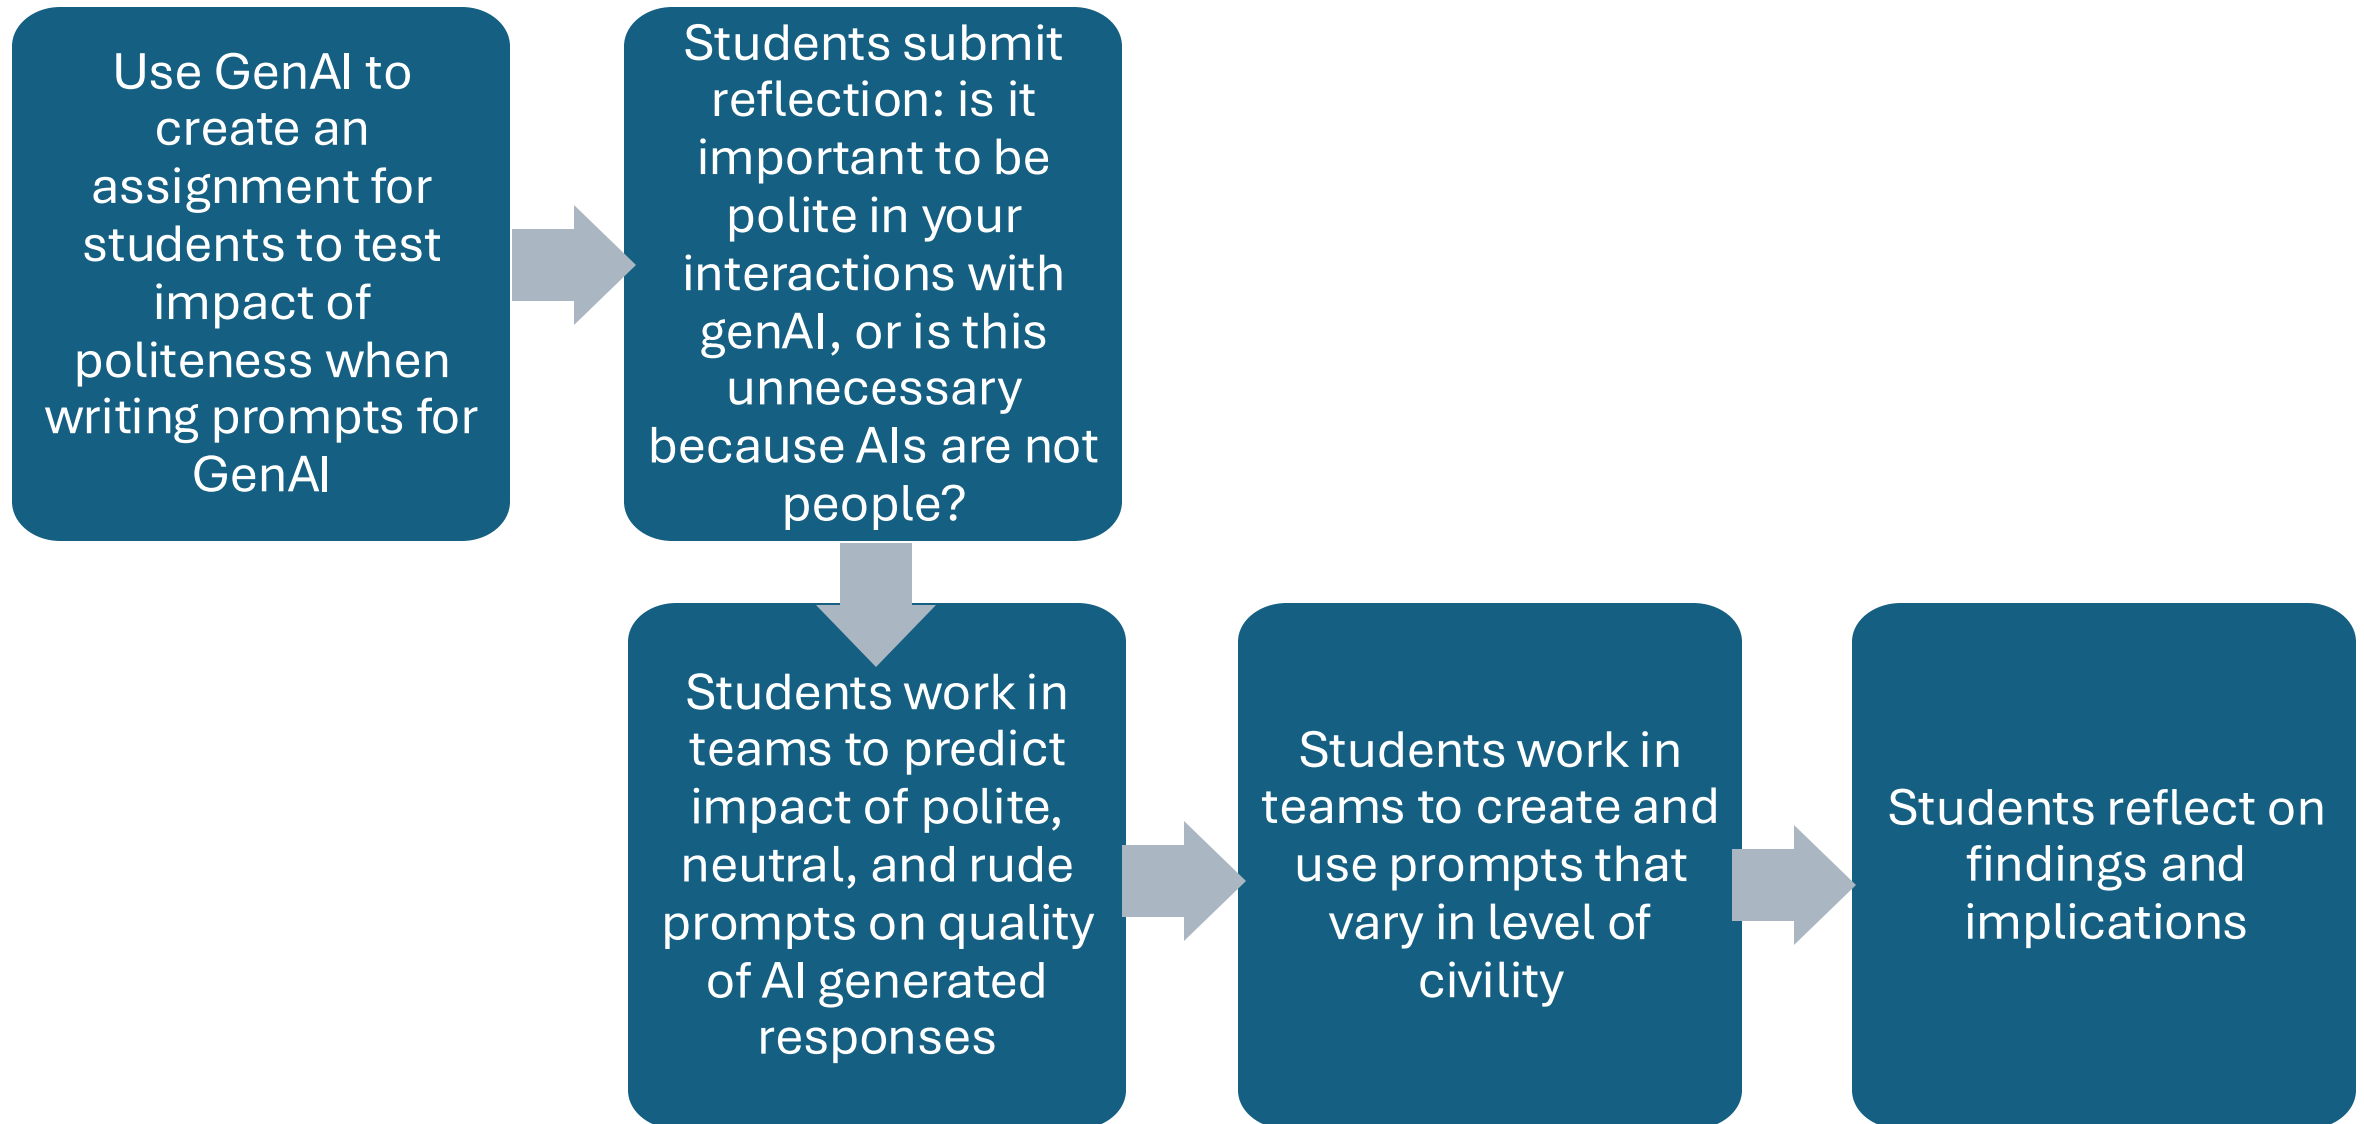 Use GenAI to
create an
assignment for
students to test
impact of
politeness when
writing prompts for
GenAI
Students submit
reflection: is it
important to be
polite in your
interactions with
genAI, or is this
unnecessary
because AIs are not
people?
Students work in
teams to predict
impact of polite,
neutral, and rude
prompts on quality
of AI generated
responses
Students work in
teams to create and
use prompts that
vary in level of
civility
Students reflect on
findings and
implications